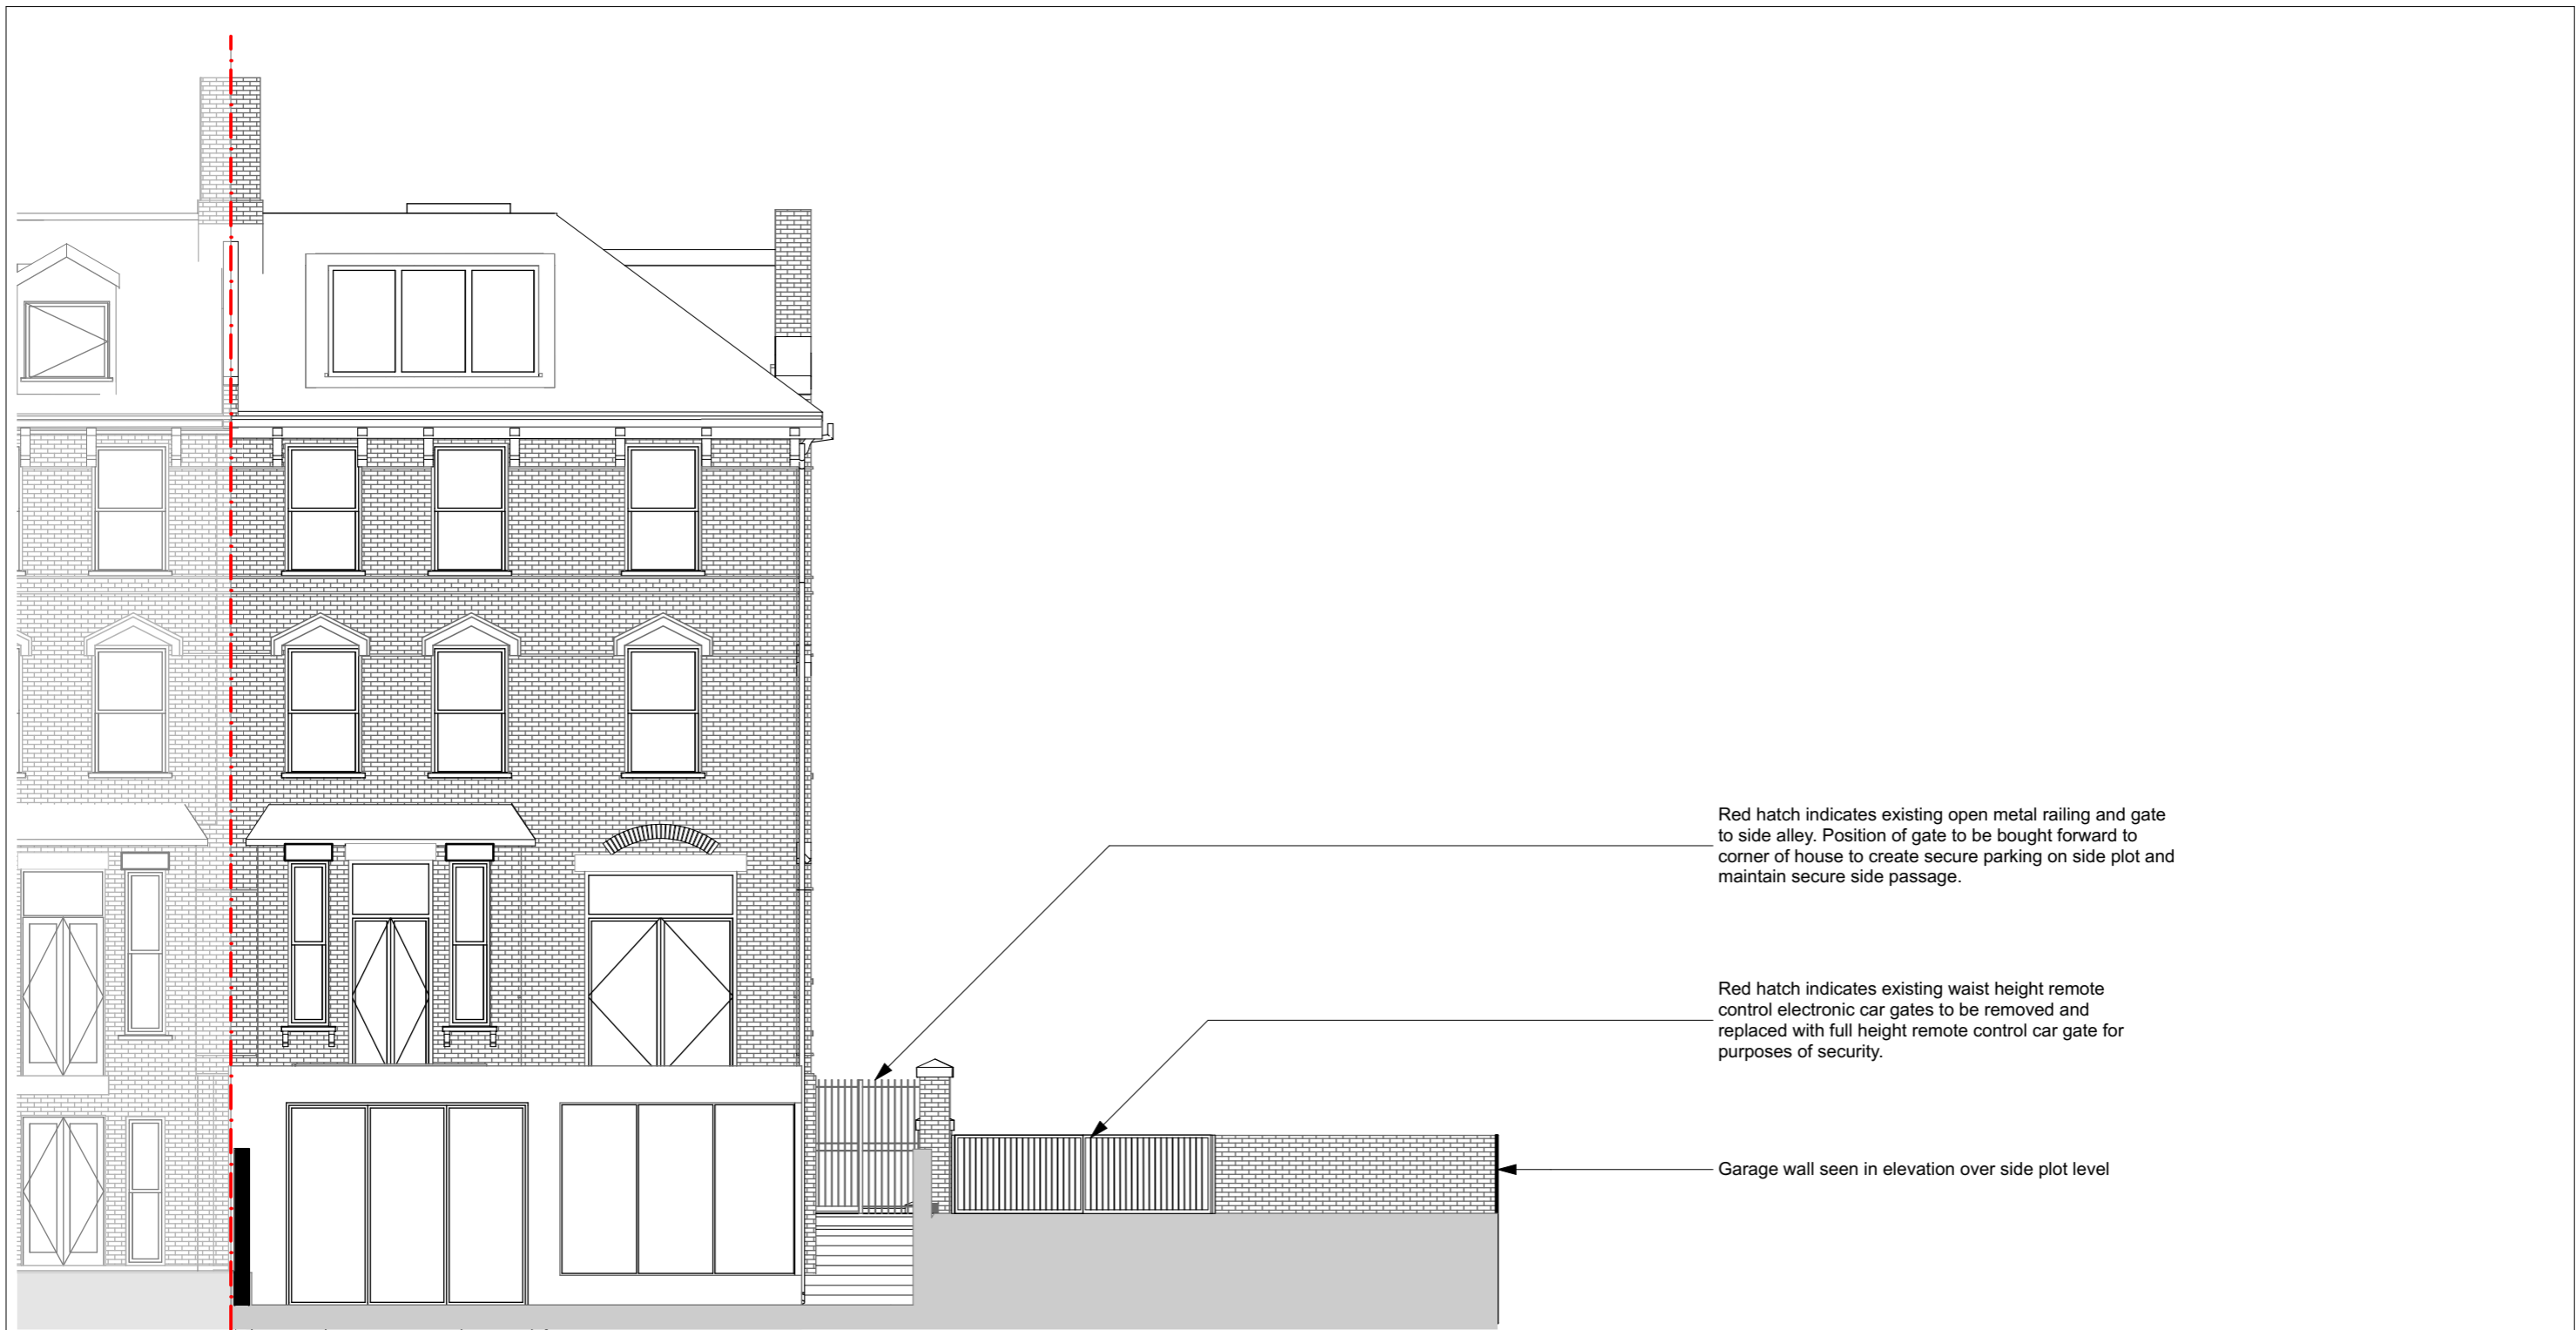 Red hatch indicates existing open metal railing and gate
to side alley. Position of gate to be bought forward to
corner of house to create secure parking on side plot and
maintain secure side passage.
Red hatch indicates existing waist height remote
control electronic car gates to be removed and
replaced with full height remote control car gate for
purposes of security.
Garage wall seen in elevation over side plot level